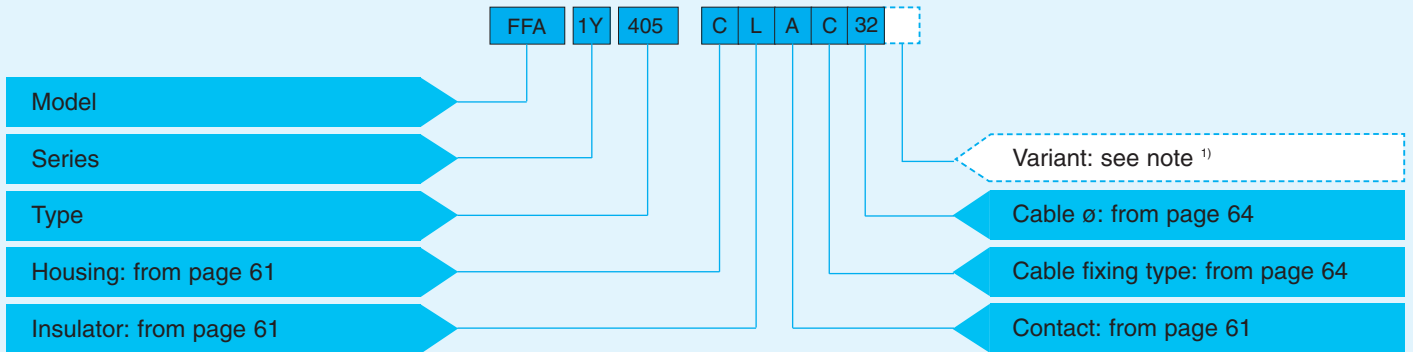 FFA 1Y 405 C L A C 32
Model
Series
Variant: see note 1)
Type
Cable ø: from page 64
Housing: from page 61
Cable fixing type: from page 64
Insulator: from page 61
Contact: from page 61